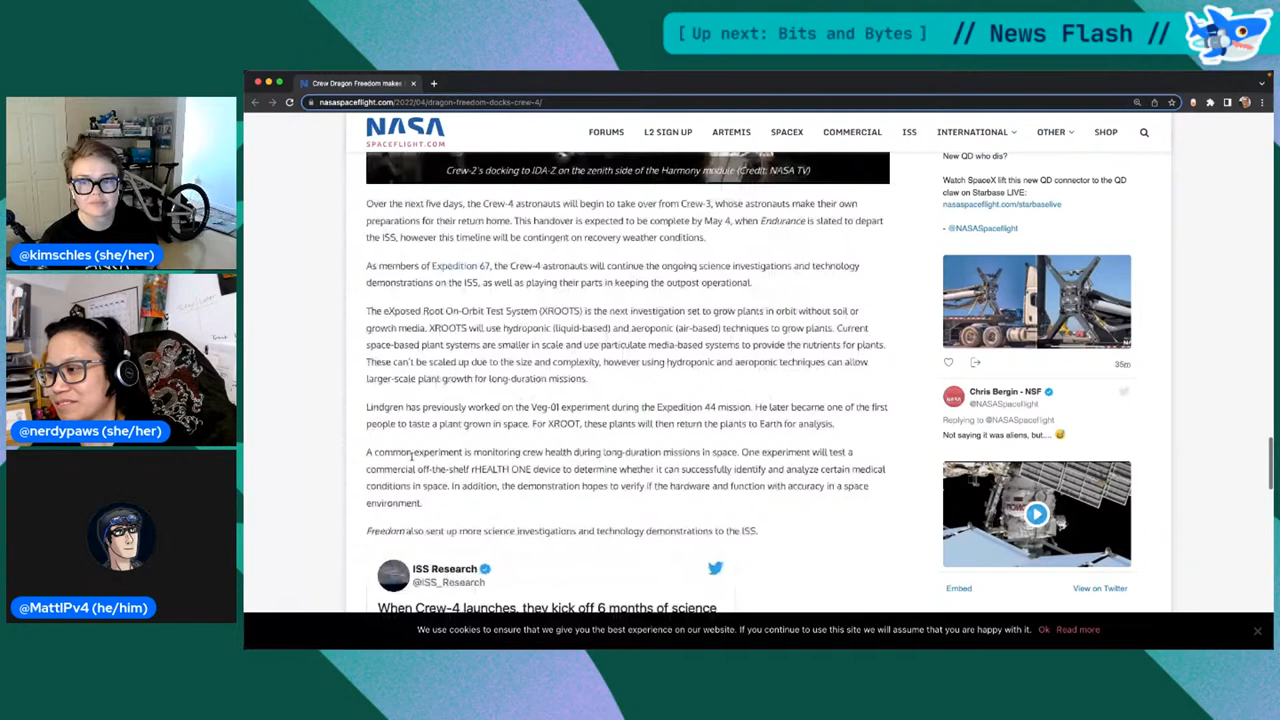 [ Up next: Bits and Bytes ] // News Flash //
Crew Dragon Freedom makes
nasaspaceflight.com/2022/04/dragon-freedom-docks-crew-4/
NASA
SPACEFLIGHT.COM
FORUMS L2 SIGN UP ARTEMIS SPACEX COMMERCIAL ISS INTERNATIONAL OTHER SHOP
Crew-2's docking to IDA-Z on the zenith side of the Harmony module (Credit: NASA TV)
Over the next five days, the Crew-4 astronauts will begin to take over from Crew-3, whose astronauts make their own
preparations for their return home. This handover is expected to be complete by May 4, when Endurance is slated to depart
the ISS, however this timeline will be contingent on recovery weather conditions.
As members of Expedition 67, the Crew-4 astronauts will continue the ongoing science investigations and technology
demonstrations on the ISS, as well as playing their parts in keeping the outpost operational.
The eXposed Root On-Orbit Test System (XROOTS) is the next investigation set to grow plants in orbit without soil or
growth media. XROOTS will use hydroponic (liquid-based) and aeroponic (air-based) techniques to grow plants. Current
space-based plant systems are smaller in scale and use particulate media-based systems to provide the nutrients for plants.
These can't be scaled up due to the size and complexity, however using hydroponic and aeroponic techniques can allow
larger-scale plant growth for long-duration missions.
Lindgren has previously worked on the Veg-01 experiment during the Expedition 44 mission. He later became one of the first
people to taste a plant grown in space. For XROOT, these plants will then return the plants to Earth for analysis.
A common experiment is monitoring crew health during long-duration missions in space. One experiment will test a
commercial off-the-shelf rHEALTH ONE device to determine whether it can successfully identify and analyze certain medical
conditions in space. In addition, the demonstration hopes to verify if the hardware and function with accuracy in a space
environment.
Freedom also sent up more science investigations and technology demonstrations to the ISS.
ISS Research
@ISS_Research
When Crew-4 launches, they kick off 6 months of science
New QD who dis?
Watch SpaceX lift this new QD connector to the QD
claw on Starbase LIVE:
nasaspaceflight.com/starbaselive
- @NASASpaceflight
35m
Chris Bergin - NSF
@NASASpaceflight
Replying to @NASASpaceflight
Not saying it was aliens, but.... 😅
Embed View on Twitter
We use cookies to ensure that we give you the best experience on our website. If you continue to use this site we will assume that you are happy with it. Ok Read more
@kimschles (she/her)
@nerdypaws (she/her)
@MattIPv4 (he/him)